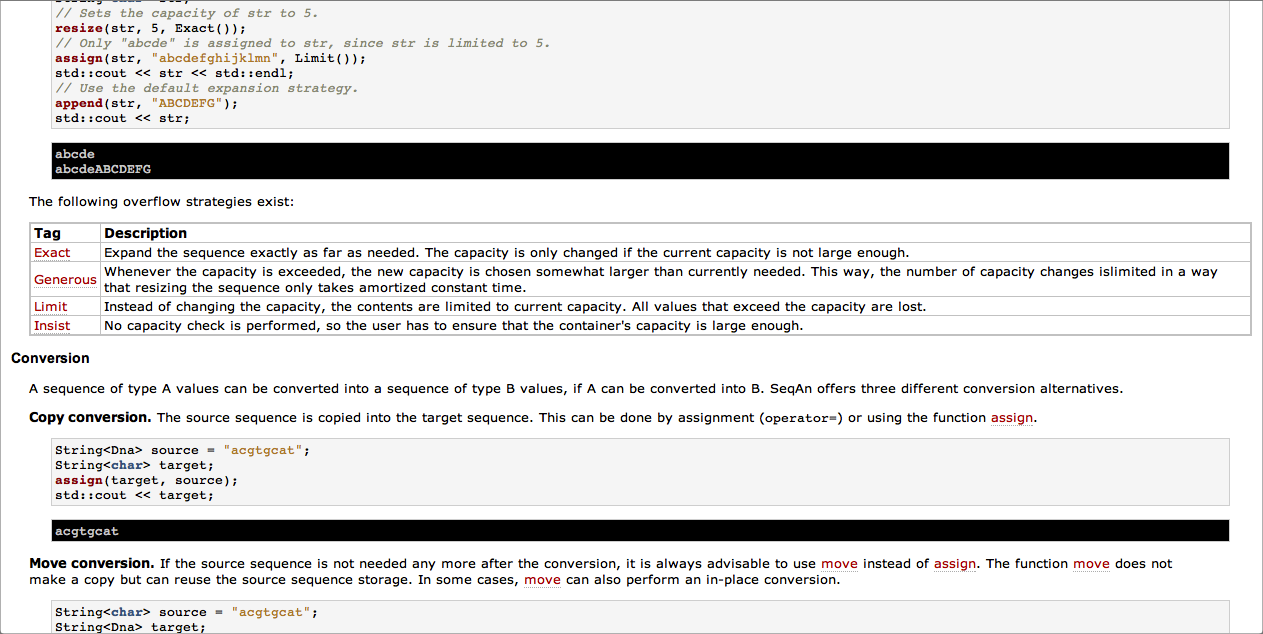 // Sets the capacity of str to 5.
resize(str, 5, Exact());
// Only "abcde" is assigned to str, since str is limited to 5.
assign(str, "abcdefghijklmn", Limit());
std::cout << str << std::endl;
// Use the default expansion strategy.
append(str, "ABCDEFG");
std::cout << str;
abcde
abcdeABCDEFG
The following overflow strategies exist:
Tag Description
Exact Expand the sequence exactly as far as needed. The capacity is only changed if the current capacity is not large enough.
Generous Whenever the capacity is exceeded, the new capacity is chosen somewhat larger than currently needed. This way, the number of capacity changes islimited in a way
that resizing the sequence only takes amortized constant time.
Limit Instead of changing the capacity, the contents are limited to current capacity. All values that exceed the capacity are lost.
Insist No capacity check is performed, so the user has to ensure that the container's capacity is large enough.
Conversion
A sequence of type A values can be converted into a sequence of type B values, if A can be converted into B. SeqAn offers three different conversion alternatives.
Copy conversion. The source sequence is copied into the target sequence. This can be done by assignment (operator=) or using the function assign.
String<Dna> source = "acgtgcat";
String<char> target;
assign(target, source);
std::cout << target;
acgtgcat
Move conversion. If the source sequence is not needed any more after the conversion, it is always advisable to use move instead of assign. The function move does not
make a copy but can reuse the source sequence storage. In some cases, move can also perform an in-place conversion.
String<char> source = "acgtgcat";
String<Dna> target;